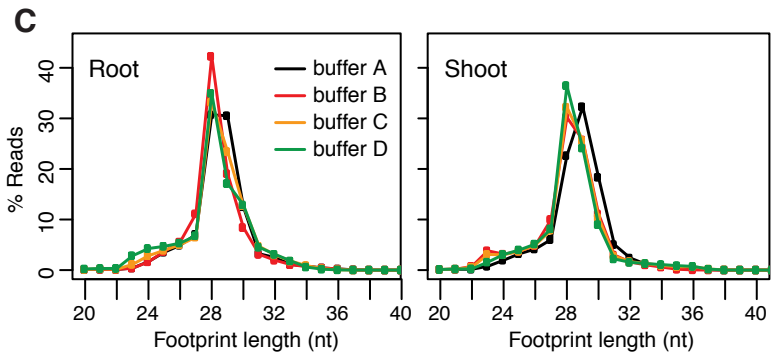 C
Root
buffer A
buffer B
buffer C
buffer D
Shoot
% Reads
0 10 20 30 40
20 24 28 32 36 40
20 24 28 32 36 40
Footprint length (nt)
Footprint length (nt)